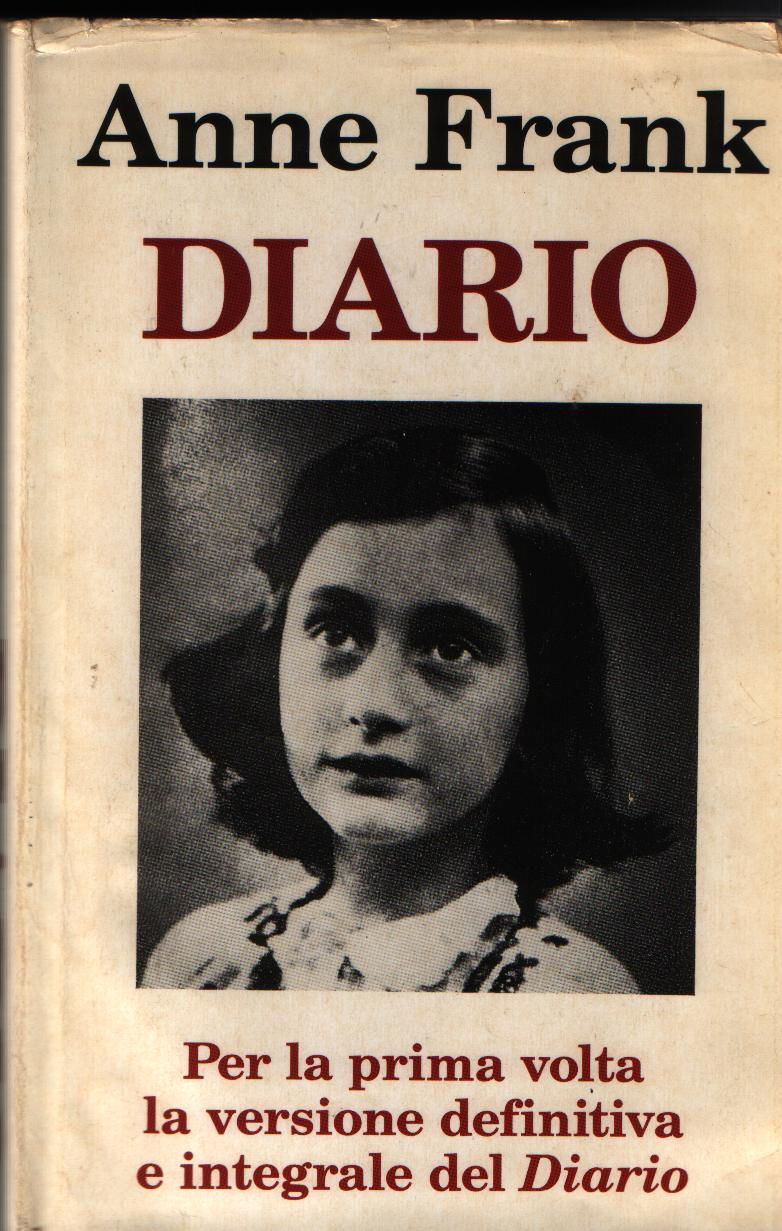 Anne Frank
DIARIO
Per la prima volta
la versione definitiva
e integrale del Diario